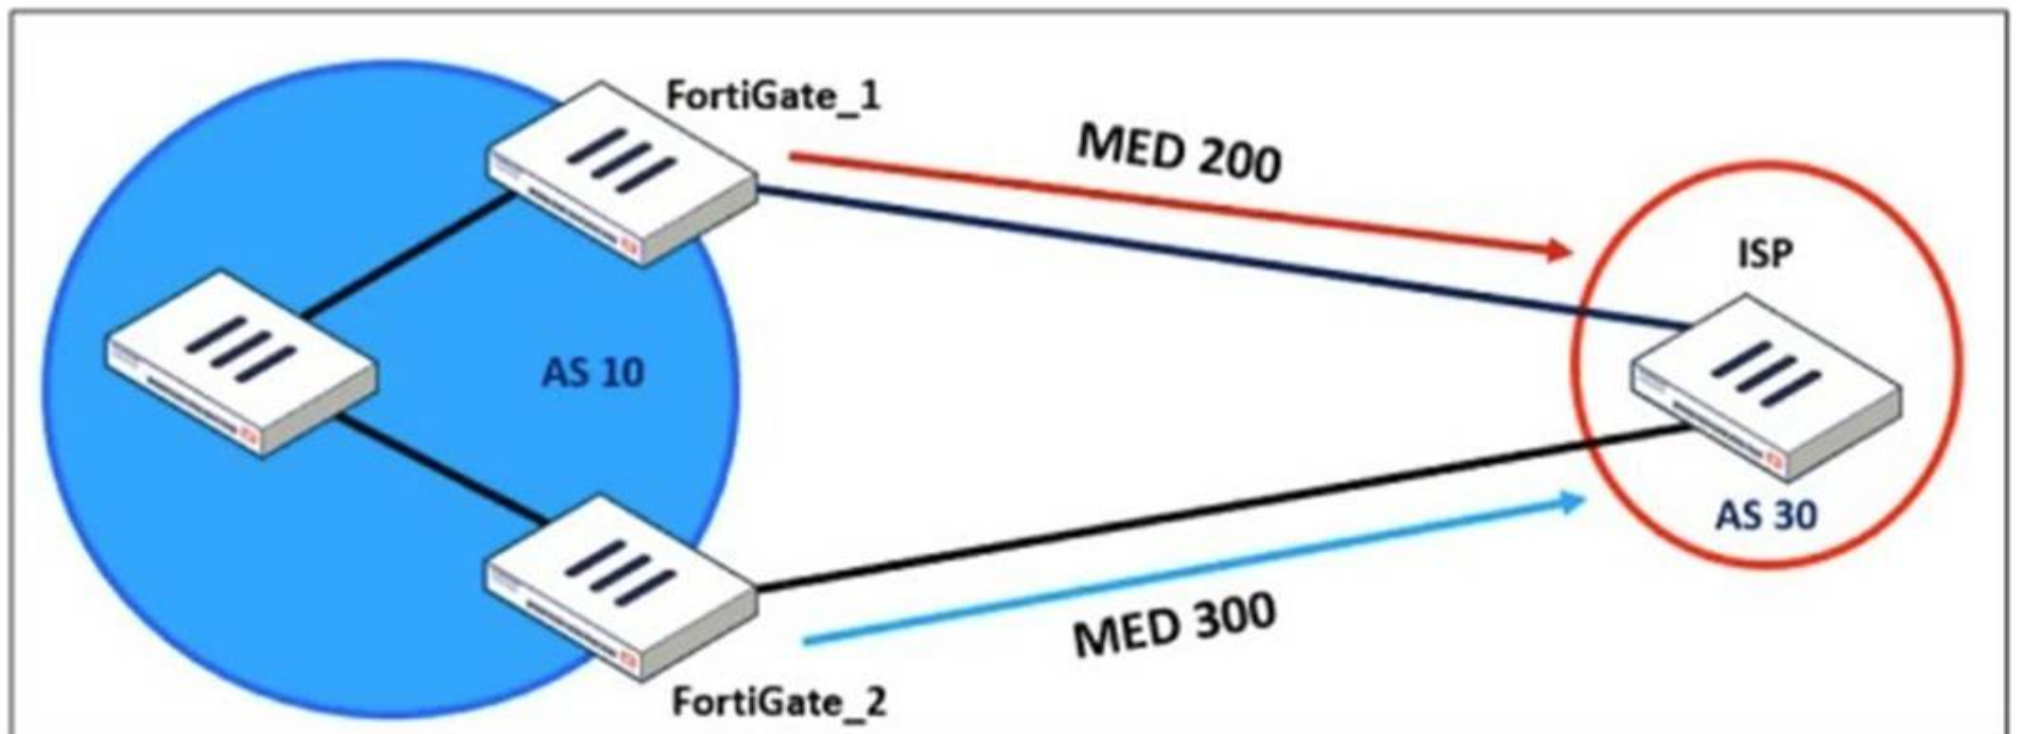 FortiGate_1
MED 200
ISP
AS 10
AS 30
MED 300
FortiGate_2